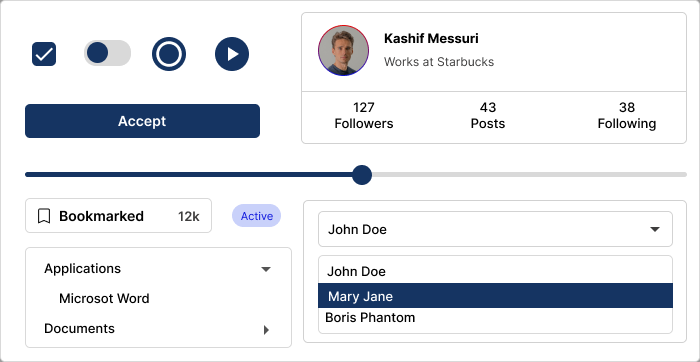 Kashif Messuri
Works at Starbucks
127
Followers
43
Posts
38
Following
Accept
Bookmarked 12k
Active
Applications
Microsot Word
Documents
John Doe
John Doe
Mary Jane
Boris Phantom